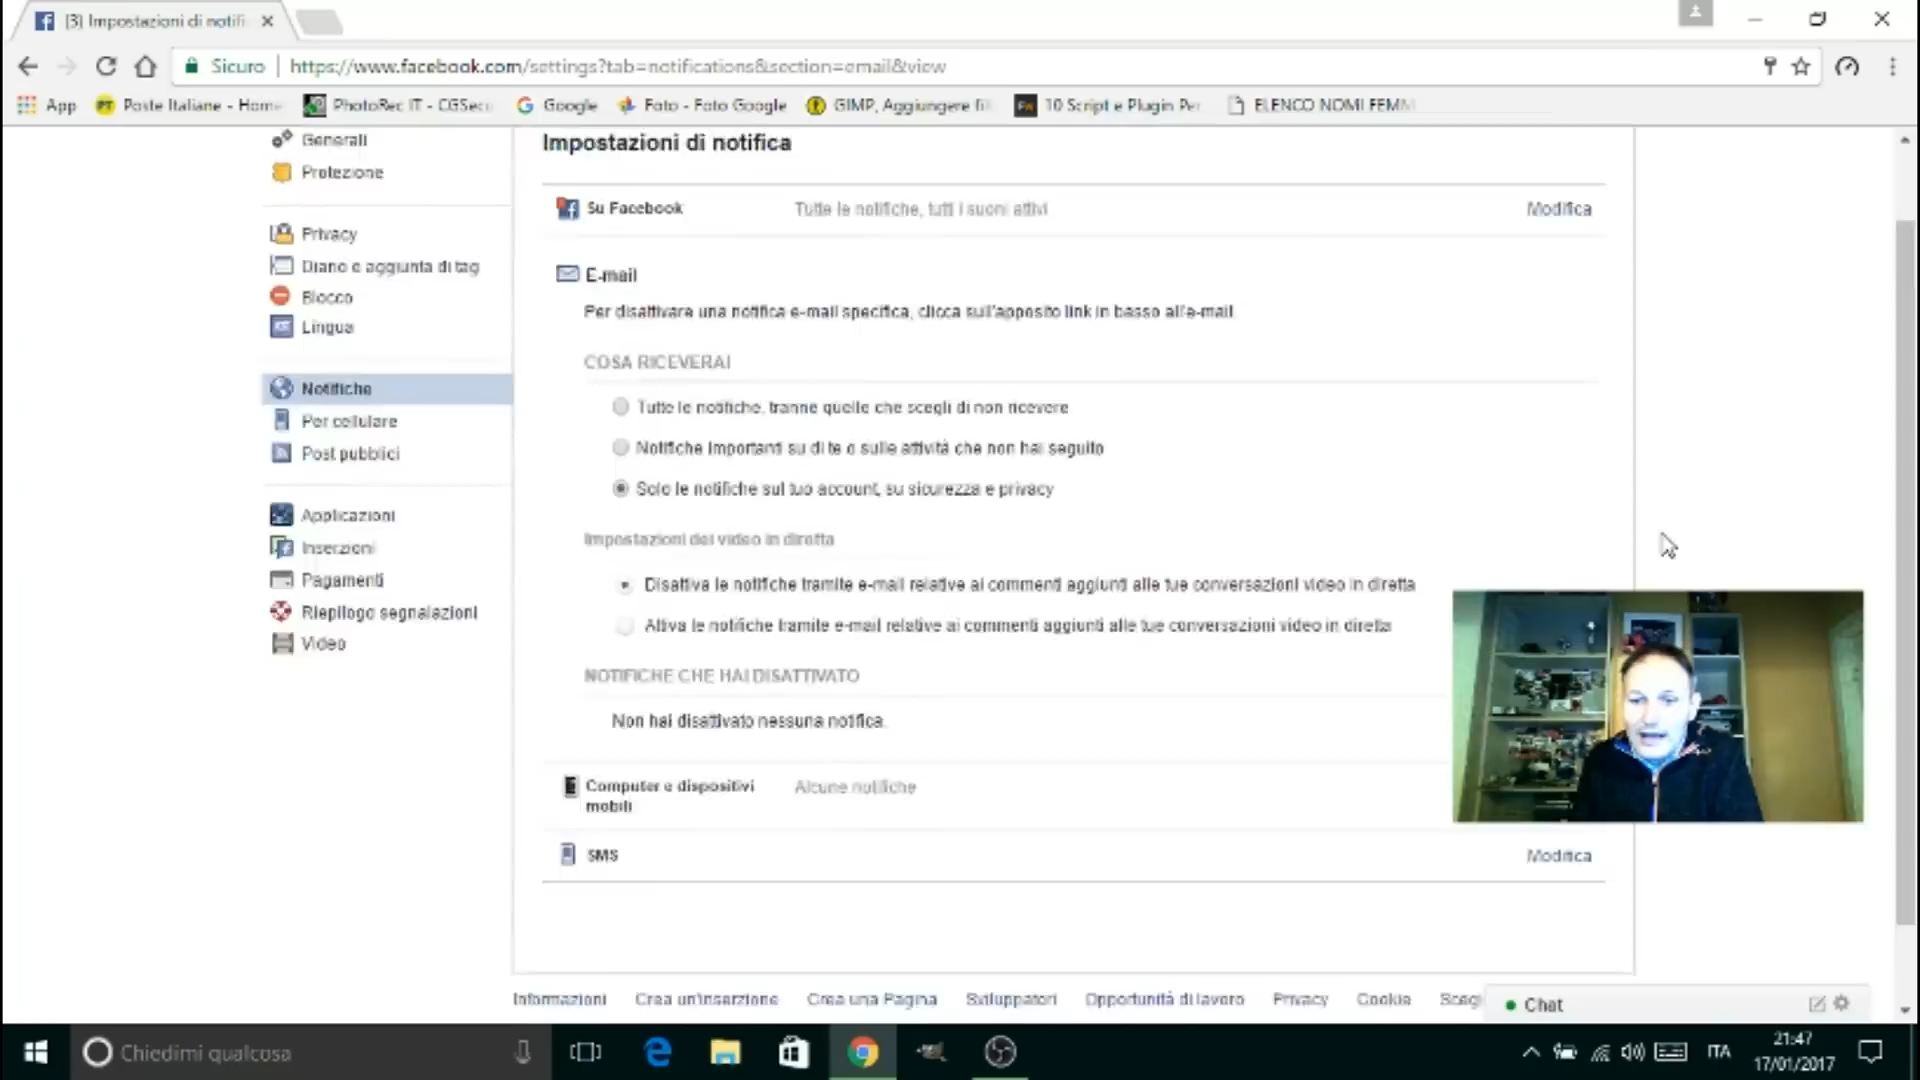 (3) Impostazioni di notifi
Sicuro
https://www.facebook.com/settings?tab=notifications&section=email&view
App
Poste Italiane - Home
PhotoRec IT - CGSecu
Google
Foto - Foto Google
GIMP, Aggiungere fil
10 Script e Plugin Per
ELENCO NOMI FEMM
Generali
Protezione
Privacy
Diario e aggiunta di tag
Blocco
Lingua
Notifiche
Per cellulare
Post pubblici
Applicazioni
Inserzioni
Pagamenti
Riepilogo segnalazioni
Video
Impostazioni di notifica
Su Facebook
Tutte le notifiche, tutti i suoni attivi
Modifica
E-mail
Per disattivare una notifica e-mail specifica, clicca sull'apposito link in basso all'e-mail.
COSA RICEVERAI
Tutte le notifiche, tranne quelle che scegli di non ricevere
Notifiche importanti su di te o sulle attività che non hai seguito
Solo le notifiche sul tuo account, su sicurezza e privacy
Impostazioni dei video in diretta
Disattiva le notifiche tramite e-mail relative ai commenti aggiunti alle tue conversazioni video in diretta
Attiva le notifiche tramite e-mail relative ai commenti aggiunti alle tue conversazioni video in diretta
NOTIFICHE CHE HAI DISATTIVATO
Non hai disattivato nessuna notifica.
Computer e dispositivi
mobili
Alcune notifiche
SMS
Modifica
Informazioni
Crea un'inserzione
Crea una Pagina
Sviluppatori
Opportunità di lavoro
Privacy
Cookie
Scegl
Chat
Chiedimi qualcosa
ITA
21:47
17/01/2017